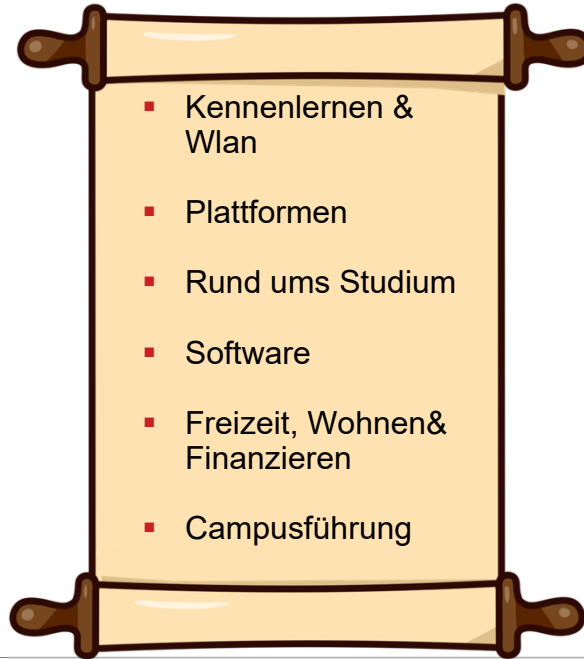 Kennenlernen &
Wlan
Plattformen
Rund ums Studium
Software
Freizeit, Wohnen&
Finanzieren
Campusführung